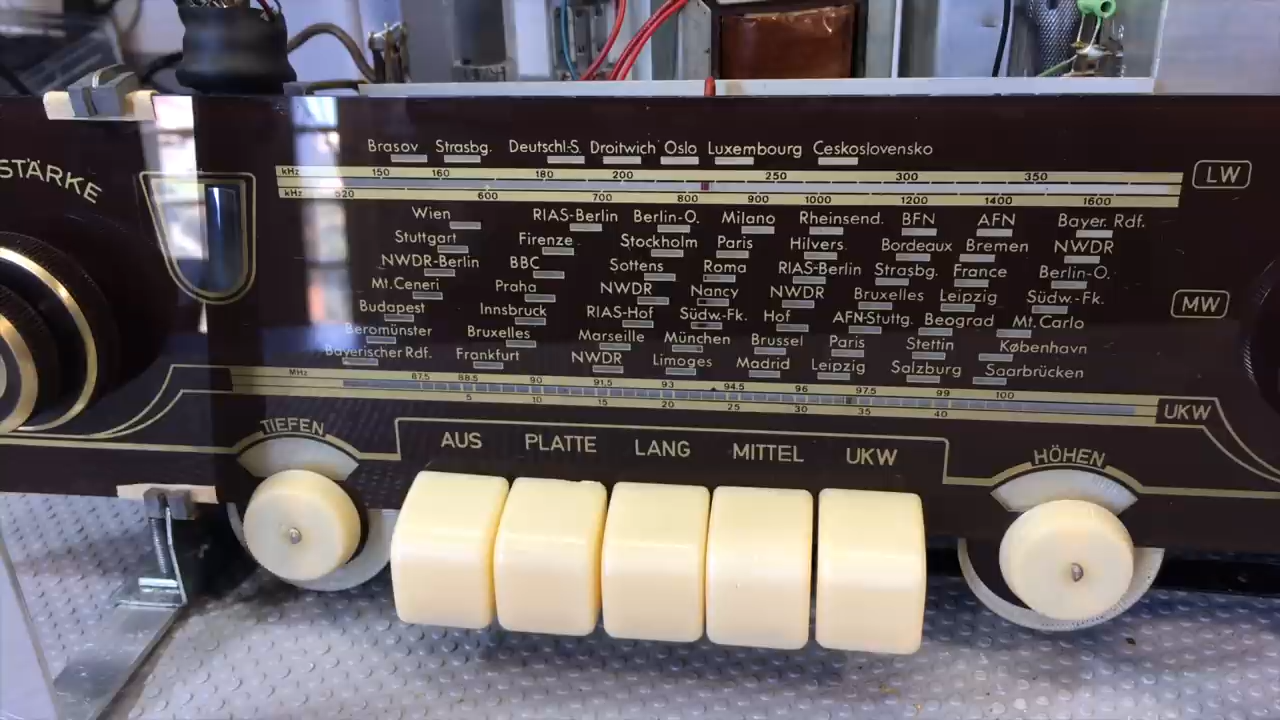 STÄRKE
Brasov Strasbg. Deutschl-S. Droitwich Oslo Luxembourg Ceskoslovensko
kHz 150 160 180 200 250 300 350
LW
kHz 520 600 700 800 900 1000 1200 1400 1600
Wien RIAS-Berlin Berlin-O. Milano Rheinsend. BFN AFN Bayer. Rdf.
Stuttgart Firenze Stockholm Paris Hilvers. Bordeaux Bremen NWDR
NWDR-Berlin BBC Sottens Roma RIAS-Berlin Strasbg. France Berlin-O.
Mt.Ceneri Praha NWDR Nancy NWDR Bruxelles Leipzig Südw.-Fk.
MW
Budapest Innsbruck RIAS-Hof Südw.-Fk. Hof AFN-Stuttg. Beograd Mt.Carlo
Beromünster Bruxelles Marseille München Brussel Paris Stettin København
Bayerischer Rdf. Frankfurt NWDR Limoges Madrid Leipzig Salzburg Saarbrücken
MHz 87,5 88,5 90 91,5 93 94,5 96 97,5 99 100
5 10 15 20 25 30 35 40
UKW
TIEFEN
AUS PLATTE LANG MITTEL UKW
HÖHEN